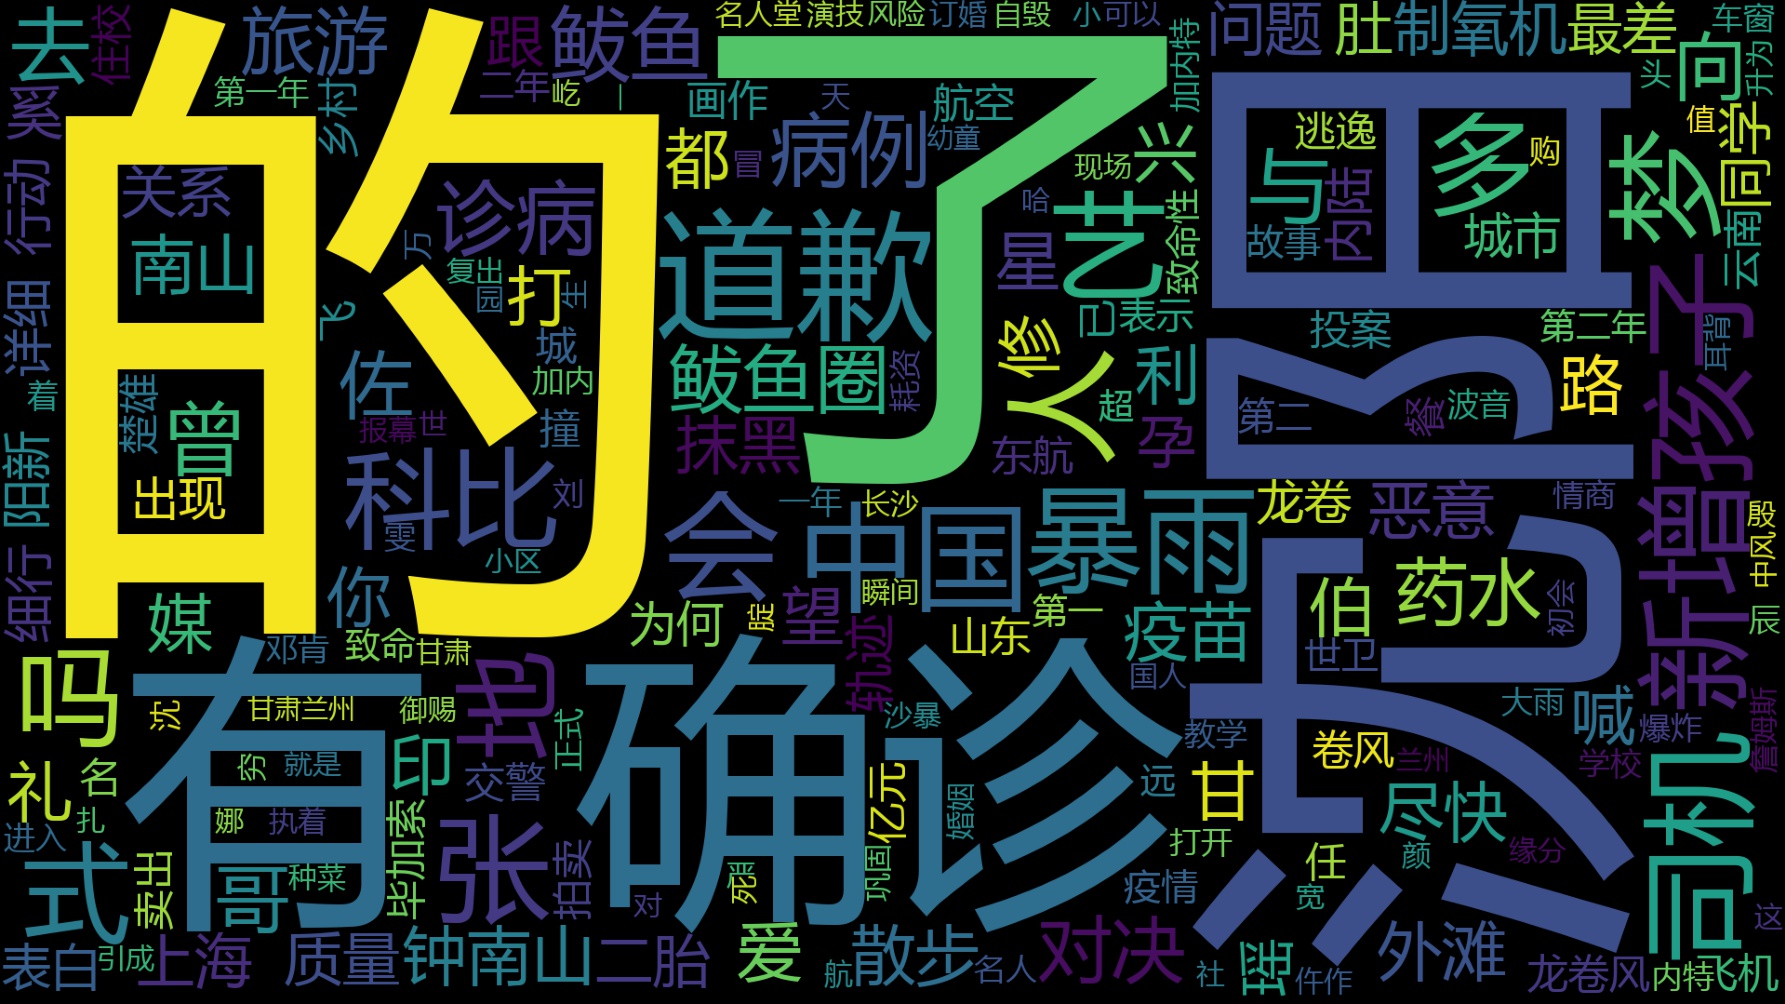 去
住校
旅游
跟
鲅鱼
名人堂
演技
风险
订婚
自毁
小
可以
问题
肚
制氧机
最差
车窗
第一年
乡村
二年
屹
一
画作
天
航空
加内特
问
头
升为
的
了
阳
都
病例
幼童
冒
现场
兴
与
逃逸
多
购
梦
值
同学
行动
关系
诊病
万
道歉
哈
艺
致命性
故事
内陆
城市
云南
南山
飞
复出
园
打
生
星
已
表示
投案
第二年
耳背
详细
着
楚雄
曾
佐
城
加内
鲅鱼圈
耗资
人
修
超
利
性
路
孩子
报幕
世
撞
抹黑
东航
孕
第二
餐
波音
阳新
出现
科比
刘
雯
小区
会
一年
长沙
中国
暴雨
龙卷
恶意
情商
殷
中风
细行
媒
你
为何
腚
望
瞬间
第一
疫苗
伯
药水
初会
辰
新增
吗
邓肯
致命
甘肃
地
轨迹
山东
国人
世卫
大雨
喊
爆炸
詹姆斯
沈
甘肃兰州
御赐
正式
有
确诊
沙暴
教学
卷风
兰州
学校
礼
名
穷
就是
印
交警
亿元
婚姻
远
甘
尽快
司机
进入
扎
娜
执着
毕加索
张
打开
任
颜
缘分
式
卖出
哥
种菜
拍卖
对
死
巩固
疫情
宽
这
表白
引成
上海
质量
钟南山
二胎
爱
航
散步
名人
对决
社
瑶
件作
外滩
龙卷风
内特
飞机